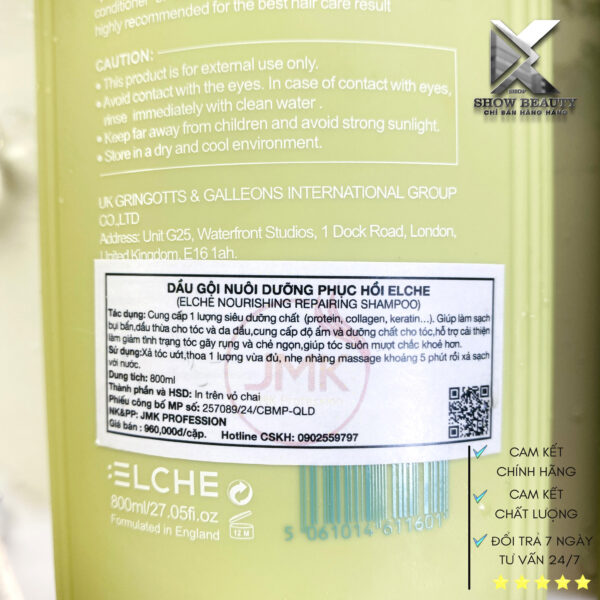 conditioner
highly recommended for the best hair care result
CAUTION:
• This product is for external use only.
• Avoid contact with the eyes. In case of contact with eyes,
rinse immediately with clean water .
• Keep far away from children and avoid strong sunlight.
• Store in a dry and cool environment.
UK GRINGOTTS & GALLEONS INTERNATIONAL GROUP
CO.,LTD
Address: Unit G25, Waterfront Studios, 1 Dock Road, London,
United Kingdom, E16 1ah.
DẦU GỘI NUÔI DƯỠNG PHỤC HỒI ELCHE
(ELCHE NOURISHING REPAIRING SHAMPOO)
Tác dụng: Cung cấp 1 lượng siêu dưỡng chất (protein, collagen, keratin...). Giúp làm sạch
bụi bẩn,dầu thừa cho tóc và da đầu,cung cấp độ ẩm và dưỡng chất cho tóc,hỗ trợ cải thiện
làm giảm tình trạng tóc gãy rụng và chẻ ngọn,giúp tóc suôn mượt chắc khoẻ hơn.
Sử dụng:Xả tóc ướt,thoa 1 lượng vừa đủ, nhẹ nhàng massage khoảng 5 phút rồi xả sạch
với nước.
Dung tích: 800ml
Thành phần và HSD: In trên vỏ chai
Phiếu công bố MP số: 257089/24/CBMP-QLD
NK&PP: JMK PROFESSION
Giá bán : 960,000đ/cặp. Hotline CSKH: 0902559797
JMK
ELCHE
800ml/27.05fl.oz
Formulated in England
12 M
5 061014 611601
SHOP
SHOW BEAUTY
CHỈ BÁN HÀNG HÃNG
CAM KẾT
CHÍNH HÃNG
CAM KẾT
CHẤT LƯỢNG
ĐỔI TRẢ 7 NGÀY
TƯ VẤN 24/7